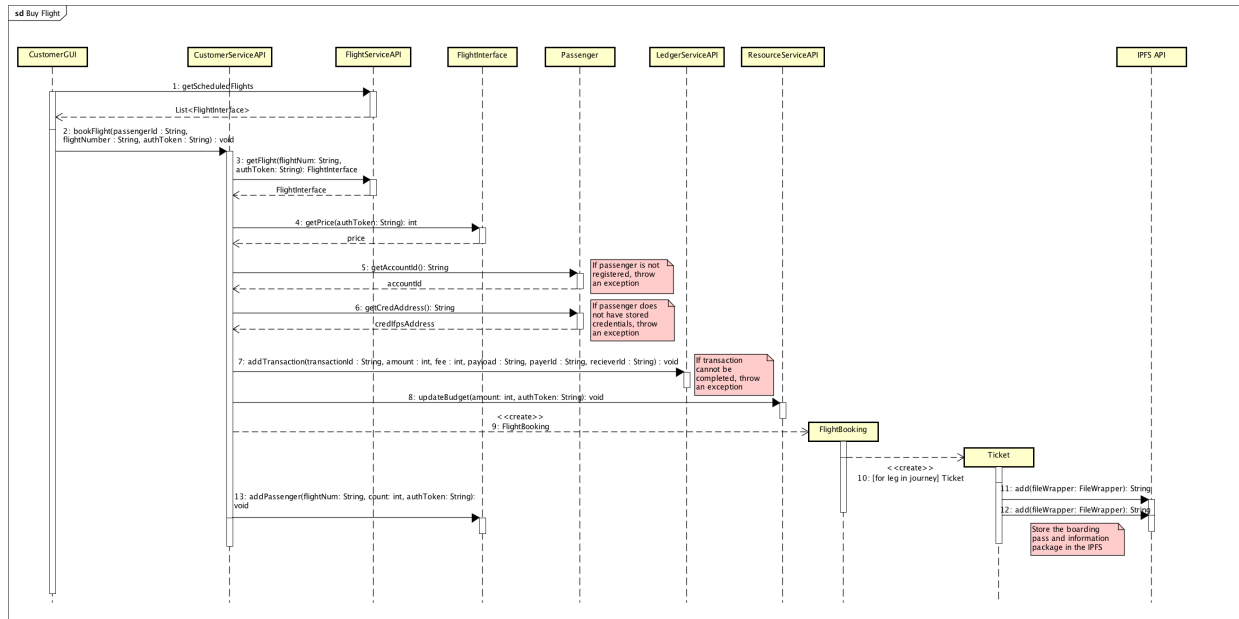 sd Buy Flight
CustomerGUI
CustomerServiceAPI
FlightServiceAPI
FlightInterface
Passenger
LedgerServiceAPI
ResourceServiceAPI
IPFS API
1: getScheduledFlights
List<FlightInterface>
2: bookFlight(passengerId : String,
flightNumber : String, authToken : String) : void
3: getFlight(flightNum: String,
authToken: String): FlightInterface
FlightInterface
4: getPrice(authToken: String): int
price
5: getAccountId(): String
accountId
If passenger is not
registered, throw
an exception
6: getCredAddress(): String
credIfpsAddress
If passenger does
not have stored
credentials, throw
an exception
7: addTransaction(transactionId : String, amount : int, fee : int, payload : String, payerId : String, recieverId : String) : void
If transaction
cannot be
completed, throw
an exception
8: updateBudget(amount: int, authToken: String): void
<<create>>
9: FlightBooking
FlightBooking
Ticket
<<create>>
10: [for leg in journey] Ticket
11: add(fileWrapper: FileWrapper): String
12: add(fileWrapper: FileWrapper): String
13: addPassenger(flightNum: String, count: int, authToken: String):
void
Store the boarding
pass and information
package in the IPFS